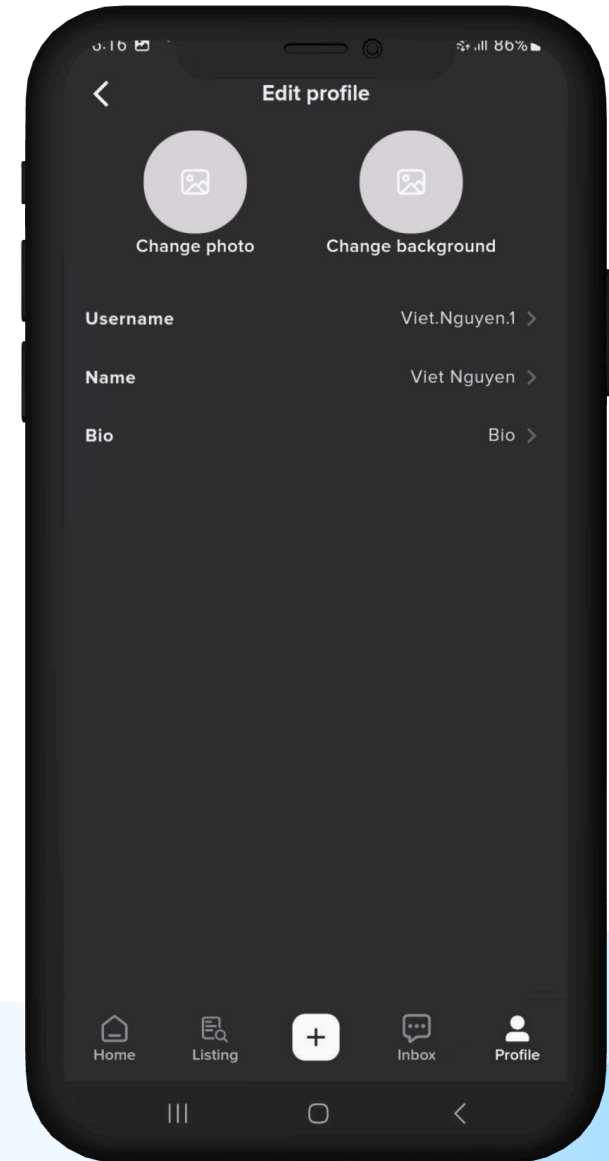 86%
Edit profile
Change photo Change background
Username Viet.Nguyen.1
Name Viet Nguyen
Bio Bio
Home Listing Inbox Profile